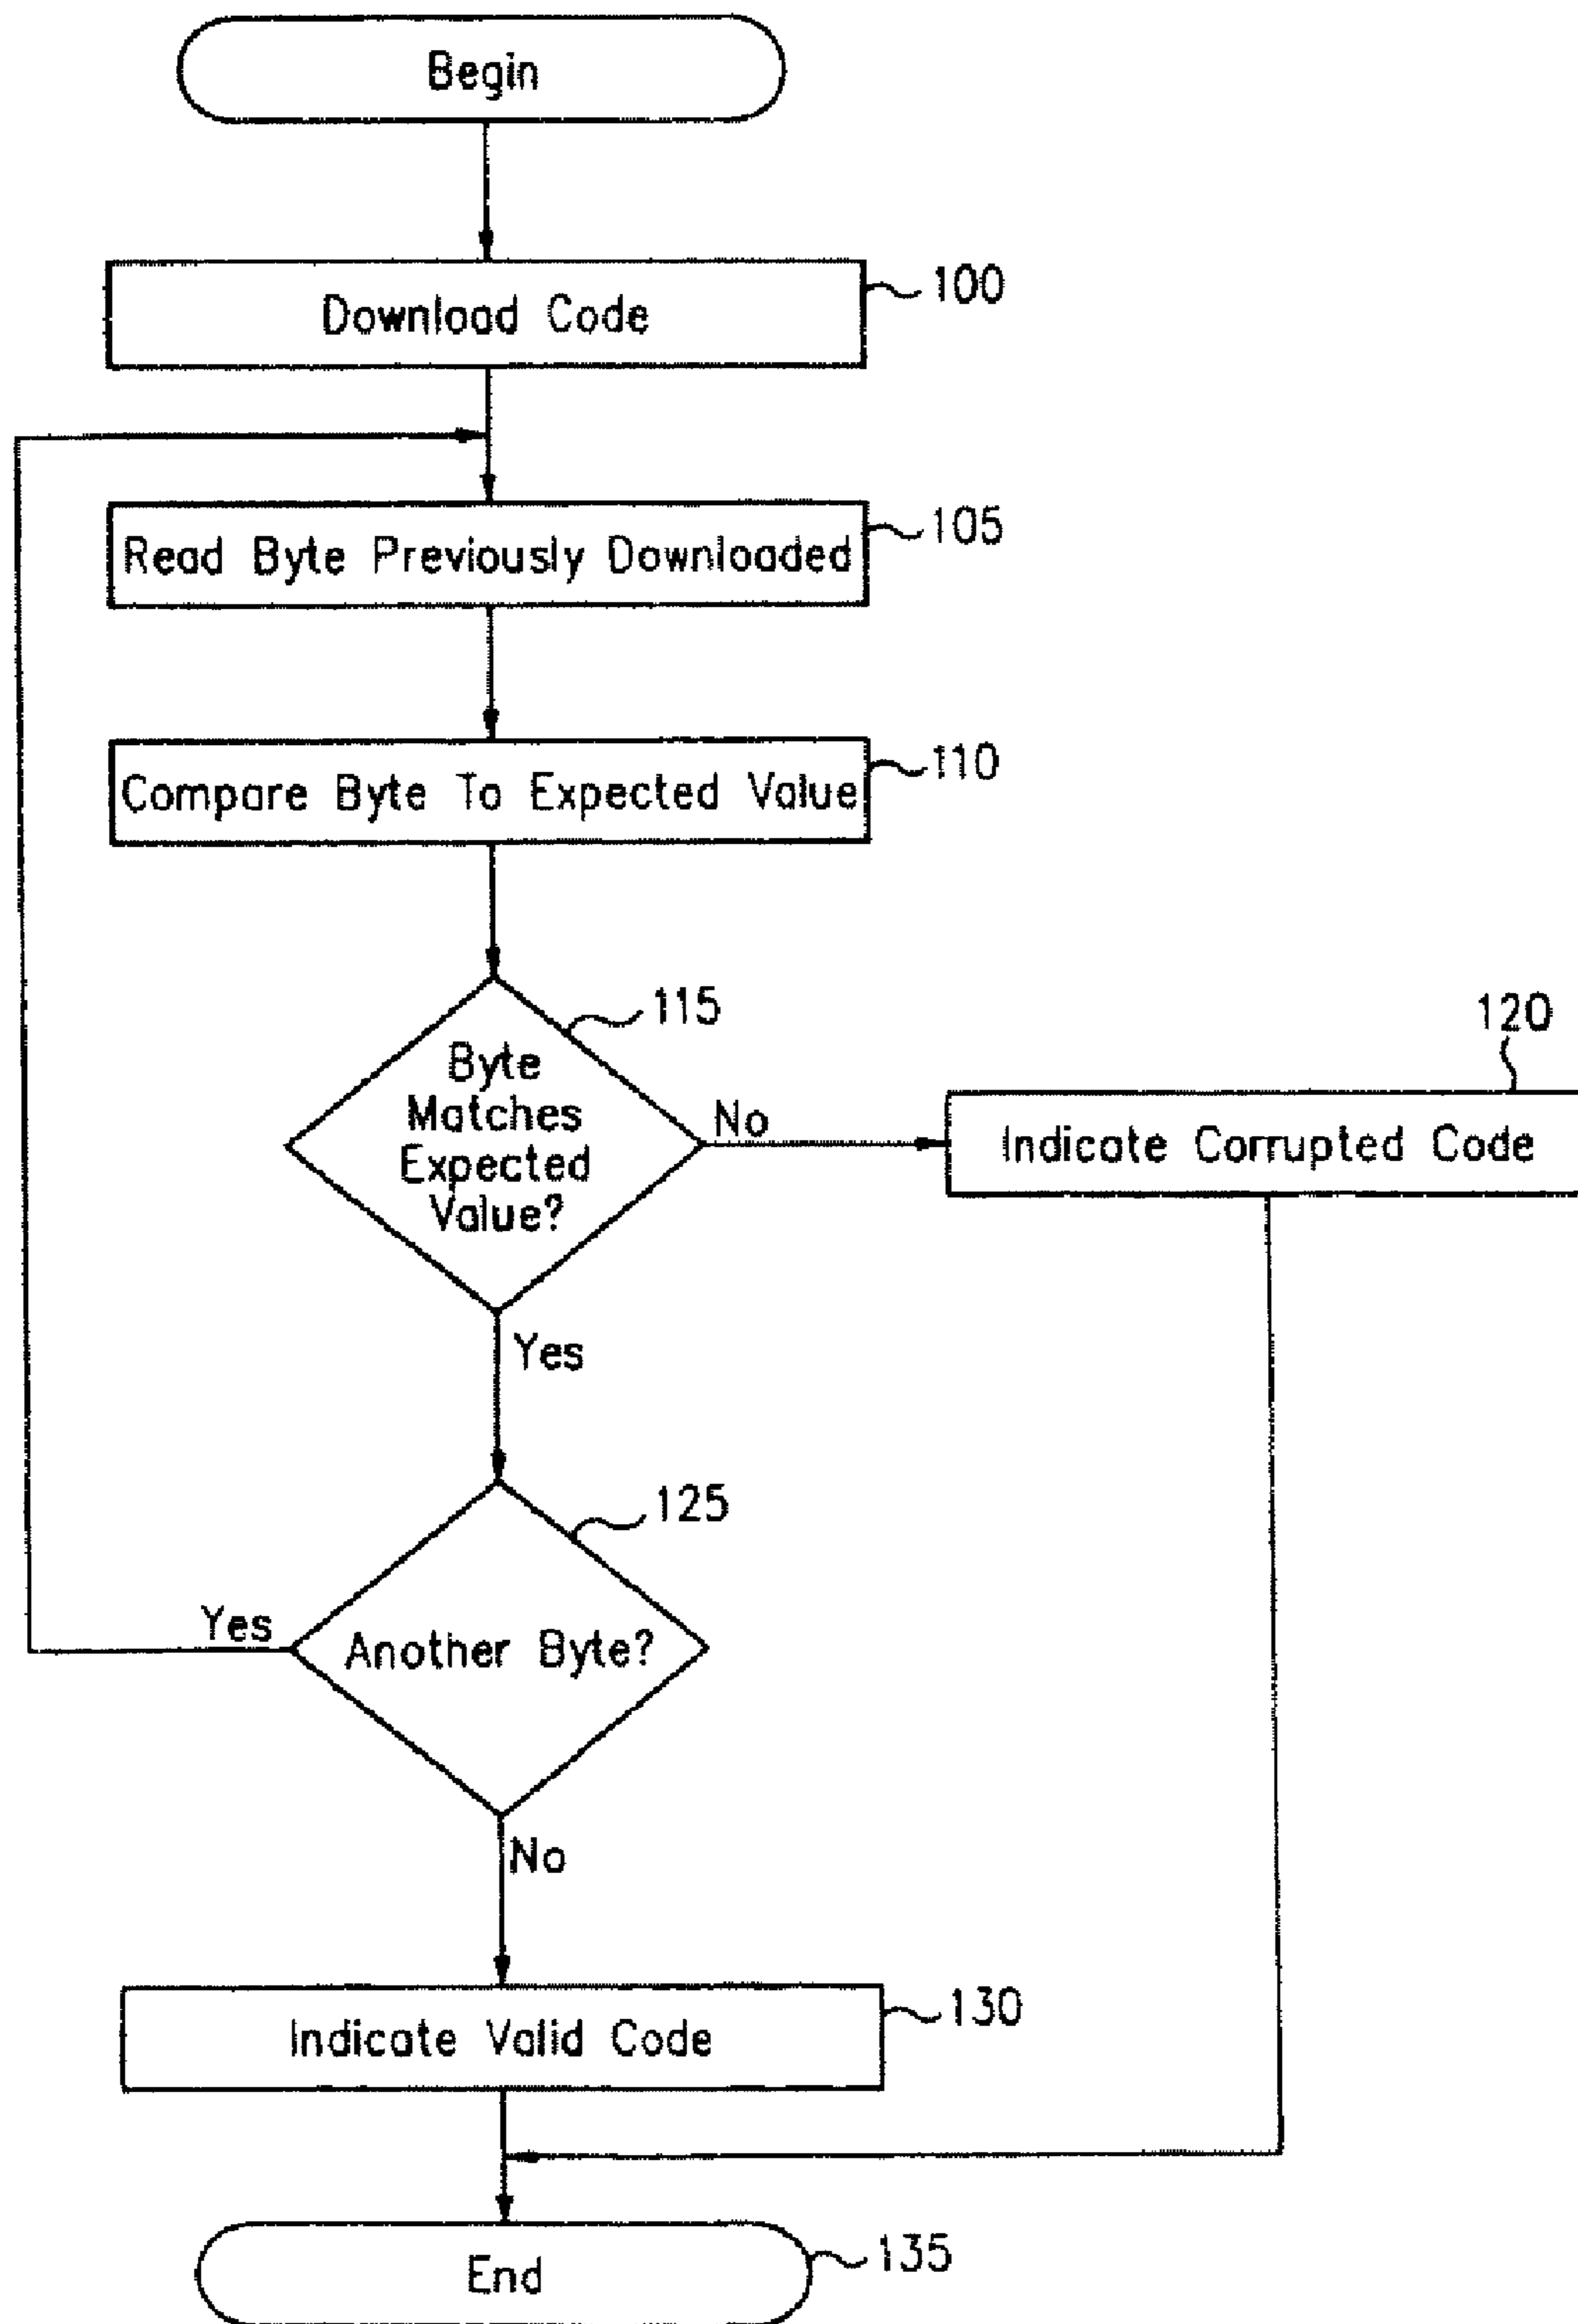 Begin
Download Code
100
Read Byte Previously Downloaded
105
Compare Byte To Expected Value
110
115
Byte
Matches
Expected
Value?
No
120
Indicate Corrupted Code
Yes
125
Another Byte?
Yes
No
Indicate Valid Code
130
End
135